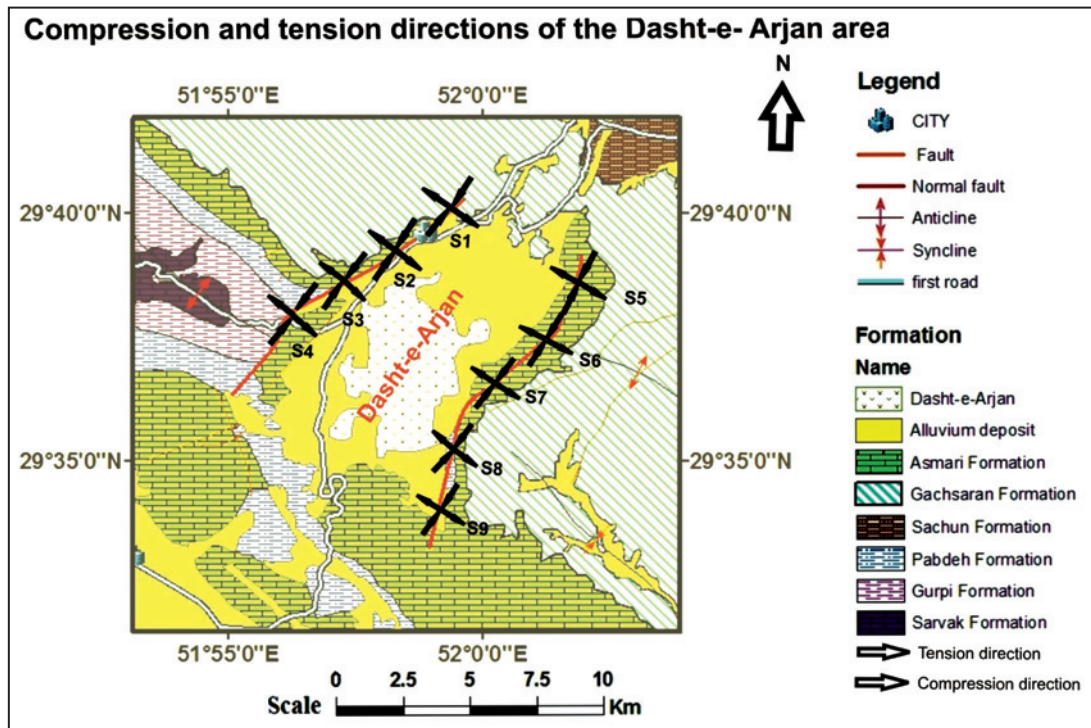 Compression and tension directions of the Dasht-e- Arjan area
N
51°55'0"E
52°0'0"E
29°40'0"N
29°40'0"N
S1
S2
S3
S4
S5
S6
S7
S8
S9
Dasht-e-Arjan
29°35'0"N
29°35'0"N
51°55'0"E
52°0'0"E
Scale
0 2.5 5 7.5 10
Km
Legend
CITY
Fault
Normal fault
Anticline
Syncline
first road
Formation
Name
Dasht-e-Arjan
Alluvium deposit
Asmari Formation
Gachsaran Formation
Sachun Formation
Pabdeh Formation
Gurpi Formation
Sarvak Formation
Tension direction
Compression direction